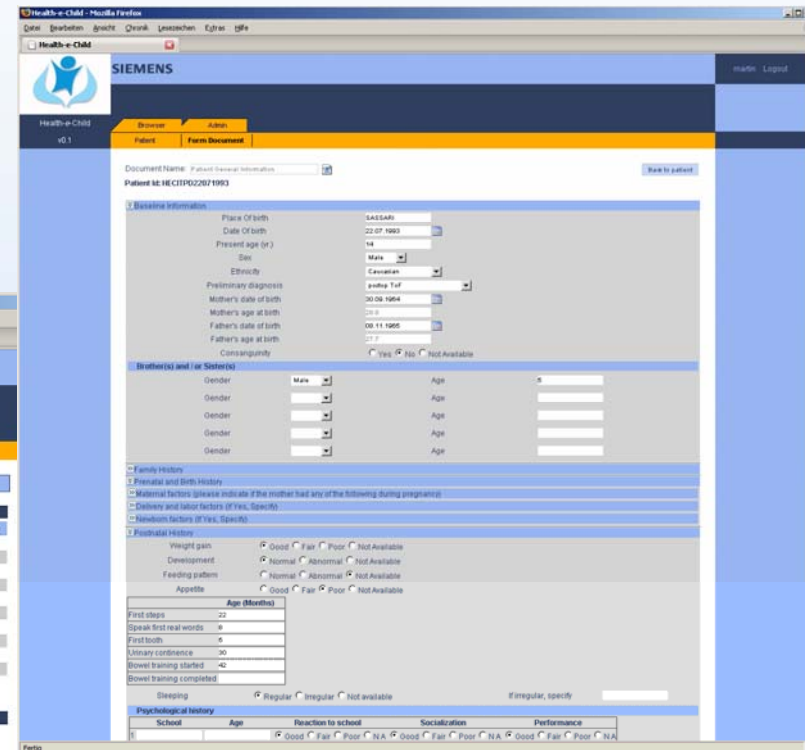 Health-e-Child - Mozilla Firefox
Datei Bearbeiten Ansicht Chronik Lesezeichen Extras Hilfe
Health-e-Child
SIEMENS
martin Logout
Health-e-Child
v0.1
Browser Admin
Patient Form Document
Document Name: Patient General Information
Back to patient
Patient Id: HECITPD22071993
Baseline Information
Place Of birth SASSARI
Date Of birth 22.07.1993
Present age (yr.) 14
Sex Male
Ethnicity Caucasian
Preliminary diagnosis postop ToF
Mother's date of birth 30.09.1964
Mother's age at birth 28.8
Father's date of birth 08.11.1965
Father's age at birth 27.7
Consanguinity Yes No Not Available
Brother(s) and / or Sister(s)
Gender Male Age 5
Gender Age
Gender Age
Gender Age
Gender Age
Family History
Prenatal and Birth History
Maternal factors (please indicate if the mother had any of the following during pregnancy)
Delivery and labor factors (if Yes, Specify)
Newborn factors (if Yes, Specify)
Postnatal History
Weight gain Good Fair Poor Not Available
Development Normal Abnormal Not Available
Feeding pattern Normal Abnormal Not Available
Appetite Good Fair Poor Not Available
Age (Months)
First steps 22
Speak first real words
First tooth
Urinary continence 30
Bowel training started 42
Bowel training completed
Sleeping Regular Irregular Not available If irregular, specify
Psychological history
School Age Reaction to school Socialization Performance
1 Good Fair Poor NA Good Fair Poor NA Good Fair Poor NA
Fertig